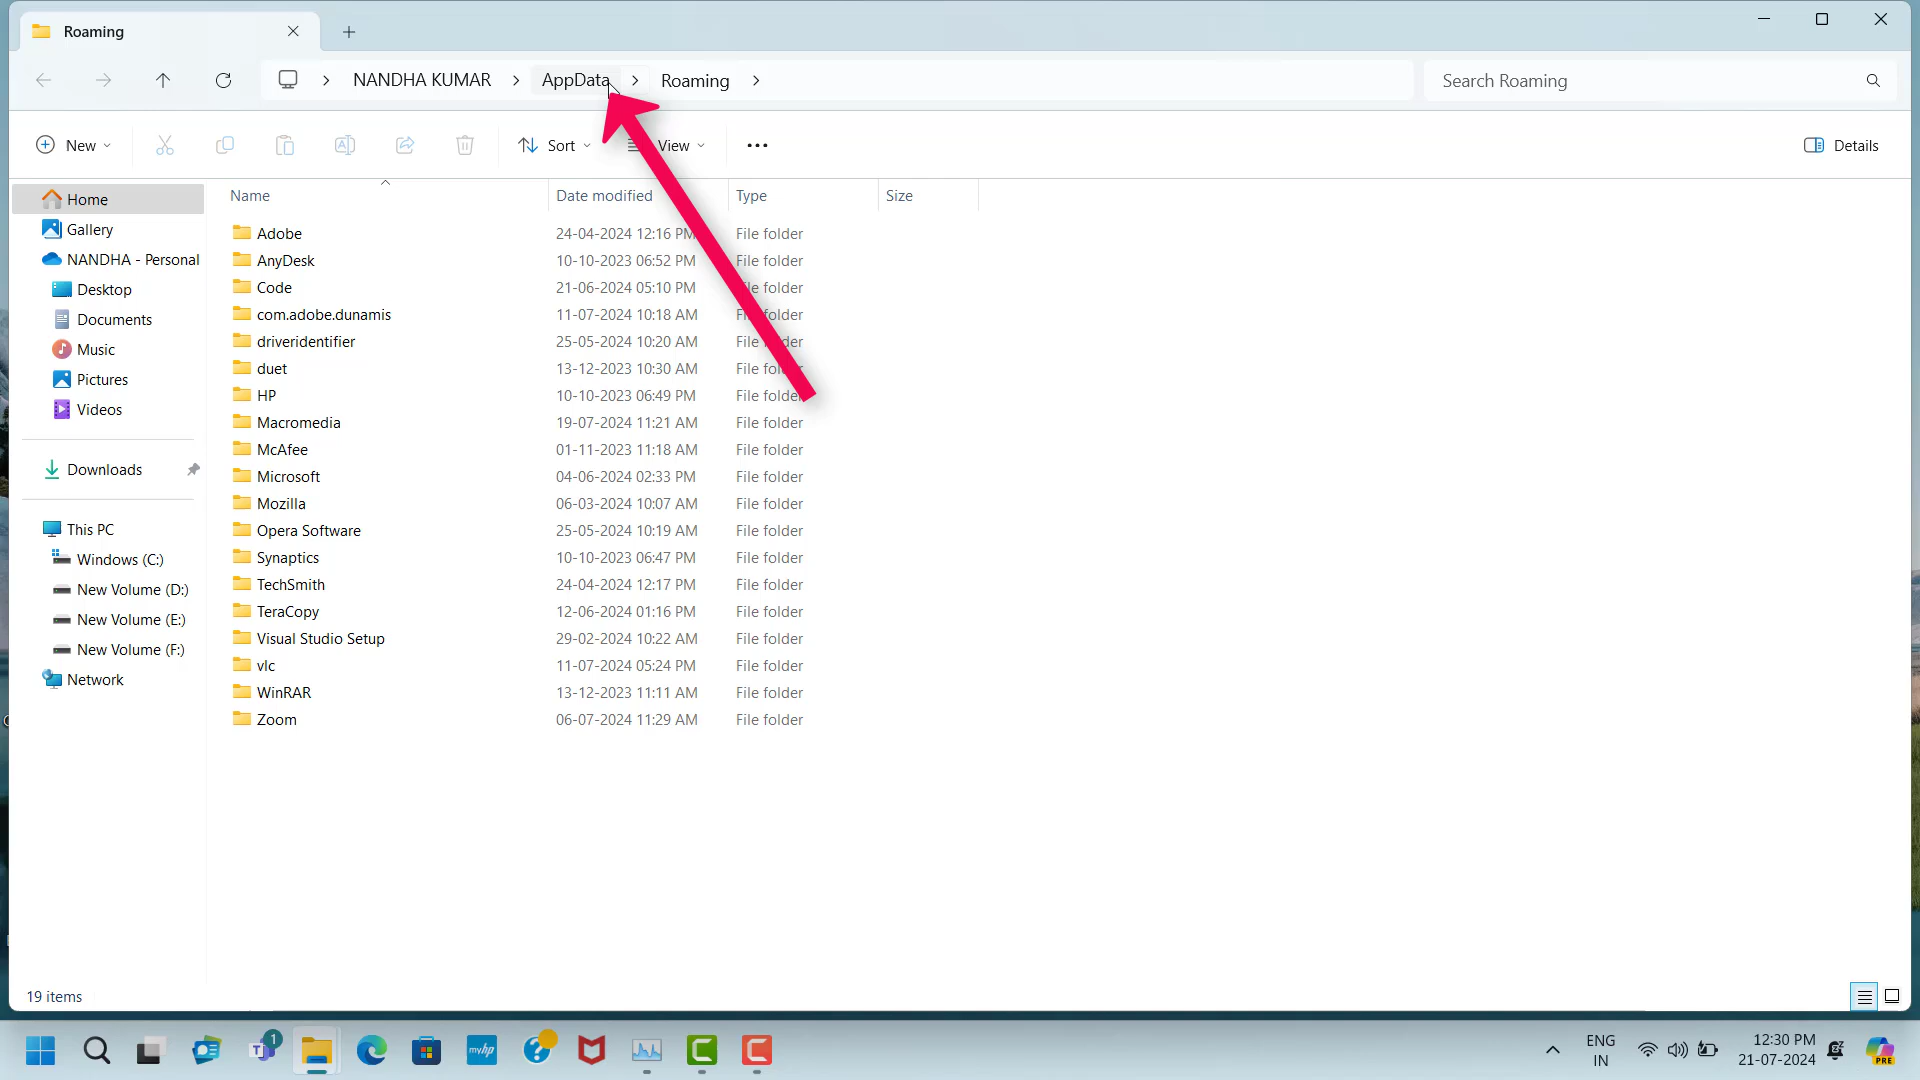 Roaming
NANDHA KUMAR AppData Roaming
Search Roaming
New Sort View Details
Home
Gallery
NANDHA - Personal
Desktop
Documents
Music
Pictures
Videos
Downloads
This PC
Windows (C:)
New Volume (D:)
New Volume (E:)
New Volume (F:)
Network
Name Date modified Type Size
Adobe 24-04-2024 12:16 PM File folder
AnyDesk 10-10-2023 06:52 PM File folder
Code 21-06-2024 05:10 PM File folder
com.adobe.dunamis 11-07-2024 10:18 AM File folder
driveridentifier 25-05-2024 10:20 AM File folder
duet 13-12-2023 10:30 AM File folder
HP 10-10-2023 06:49 PM File folder
Macromedia 19-07-2024 11:21 AM File folder
McAfee 01-11-2023 11:18 AM File folder
Microsoft 04-06-2024 02:33 PM File folder
Mozilla 06-03-2024 10:07 AM File folder
Opera Software 25-05-2024 10:19 AM File folder
Synaptics 10-10-2023 06:47 PM File folder
TechSmith 24-04-2024 12:17 PM File folder
TeraCopy 12-06-2024 01:16 PM File folder
Visual Studio Setup 29-02-2024 10:22 AM File folder
vlc 11-07-2024 05:24 PM File folder
WinRAR 13-12-2023 11:11 AM File folder
Zoom 06-07-2024 11:29 AM File folder
19 items
1
myhp
ENG
IN
12:30 PM
21-07-2024
PRE